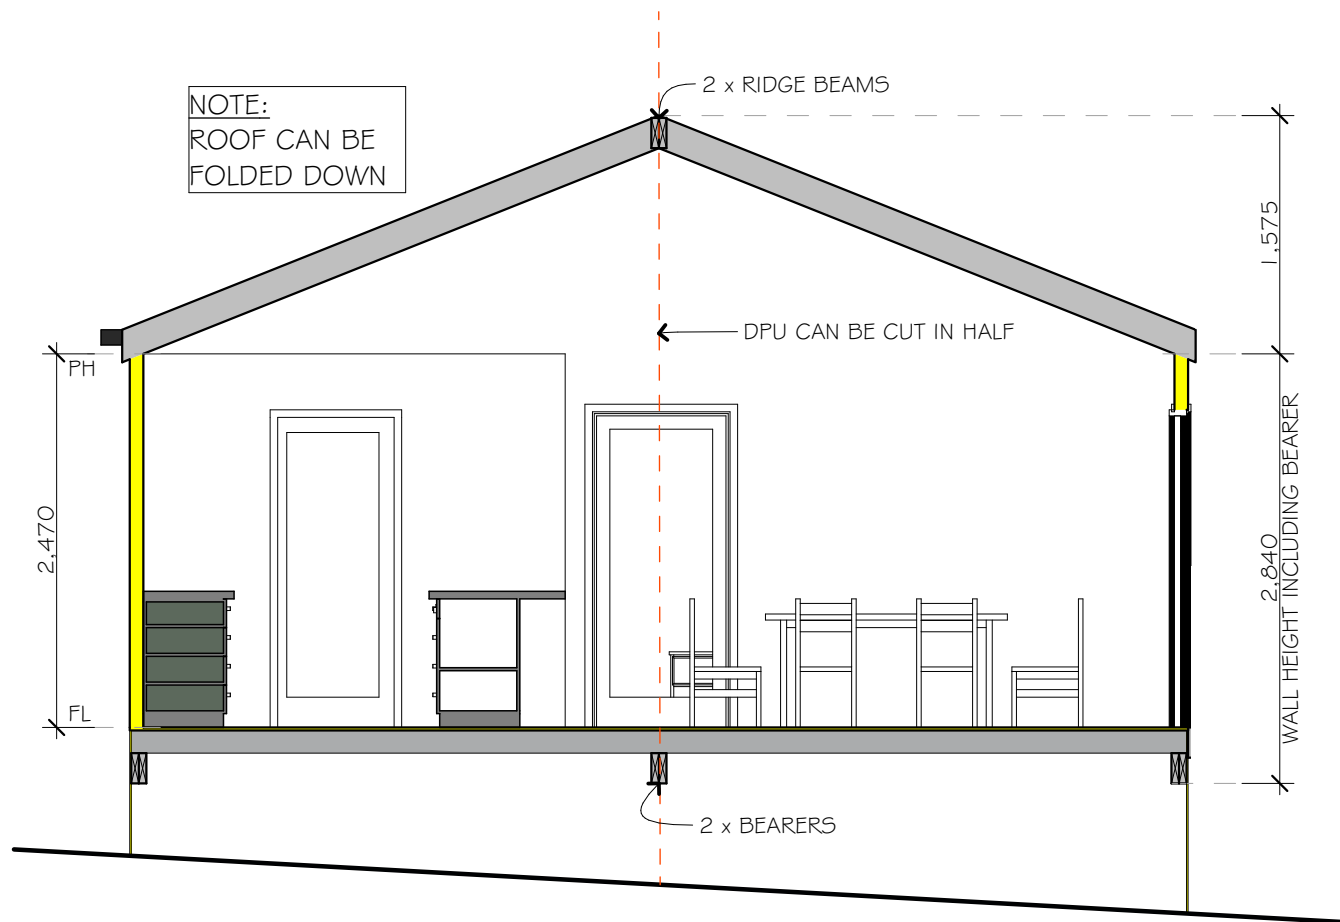 2 x RIDGE BEAMS
NOTE:
ROOF CAN BE
FOLDED DOWN
1,575
DPU CAN BE CUT IN HALF
PH
2,470
2,840
WALL HEIGHT INCLUDING BEARER
FL
2 x BEARERS